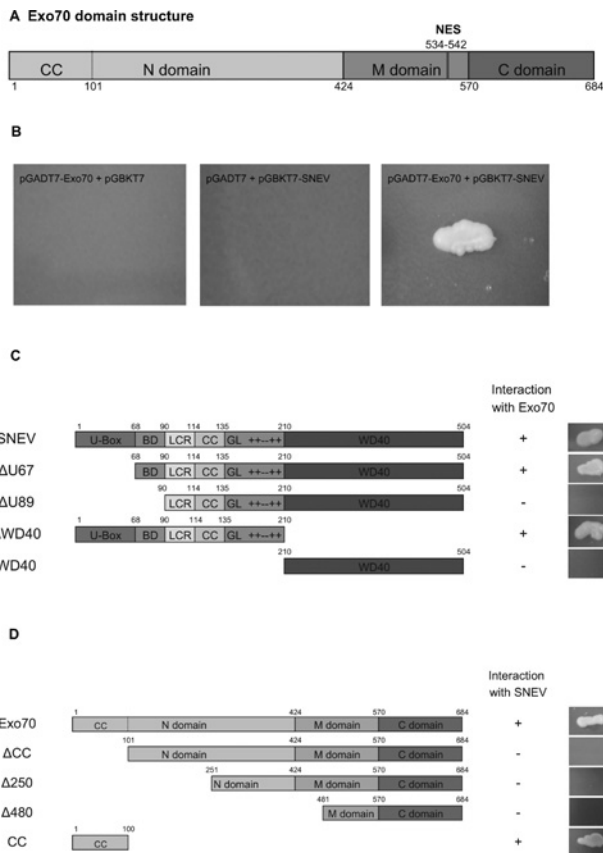 A Exo70 domain structure
NES
534-542
CC N domain M domain C domain
1 101 424 570 684
B
pGADT7-Exo70 + pGBKT7 pGADT7 + pGBKT7-SNEV pGADT7-Exo70 + pGBKT7-SNEV
C
Interaction
with Exo70
1 68 90 114 135 210 504
SNEV U-Box BD LCR CC GL ++--++ WD40 +
68 90 114 135 210 504
ΔU67 BD LCR CC GL ++--++ WD40 +
90 114 135 210 504
ΔU89 LCR CC GL ++--++ WD40 -
1 68 90 114 135 210
WD40 U-Box BD LCR CC GL ++--++ +
210 504
WD40 WD40 -
D
Interaction
with SNEV
1 424 570 684
Exo70 CC N domain M domain C domain +
101 424 570 684
ΔCC N domain M domain C domain -
251 424 570 684
Δ250 N domain M domain C domain -
481 570 684
Δ480 M domain C domain -
1 100
CC CC +